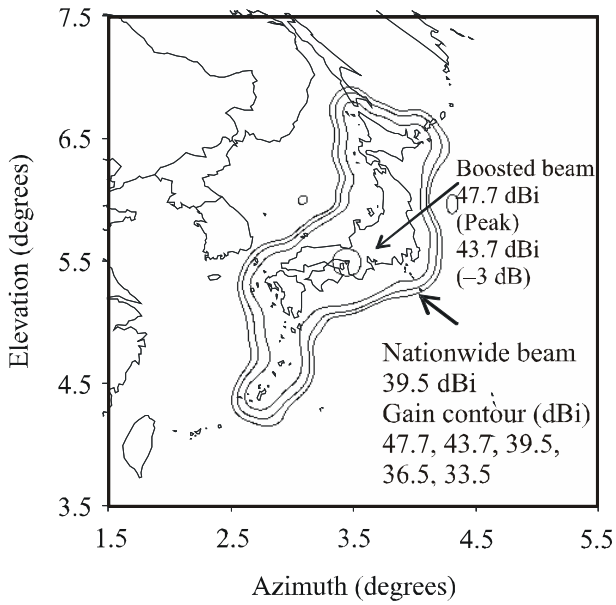 7.5
6.5
5.5
4.5
3.5
1.5
2.5
3.5
4.5
5.5
Elevation (degrees)
Azimuth (degrees)
Boosted beam
47.7 dBi
(Peak)
43.7 dBi
(–3 dB)
Nationwide beam
39.5 dBi
Gain contour (dBi)
47.7, 43.7, 39.5,
36.5, 33.5